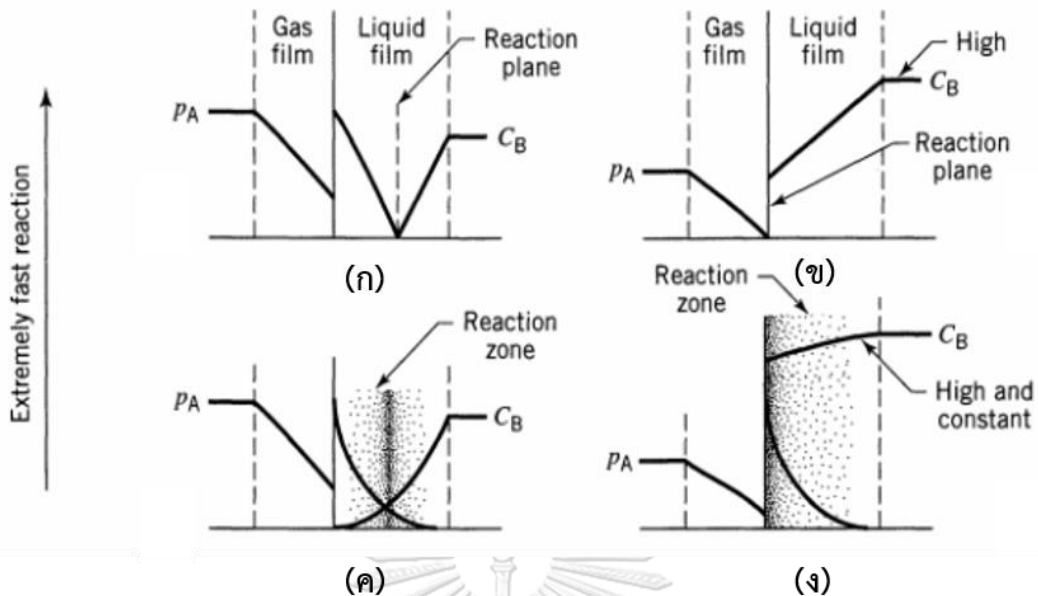 Extremely fast reaction
Gas
film
Liquid
film
Reaction
plane
pA
CB
(ก)
Gas
film
Liquid
film
High
CB
Reaction
plane
pA
(ข)
Reaction
zone
pA
CB
(ค)
Reaction
zone
CB
High and
constant
pA
(ง)